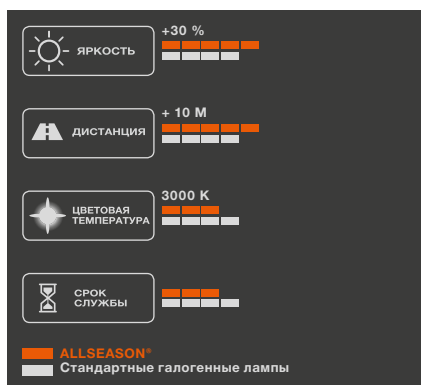 ЯРКОСТЬ
+30 %
ДИСТАНЦИЯ
+ 10 М
ЦВЕТОВАЯ
ТЕМПЕРАТУРА
3000 K
СРОК
СЛУЖБЫ
ALLSEASON®
Стандартные галогенные лампы